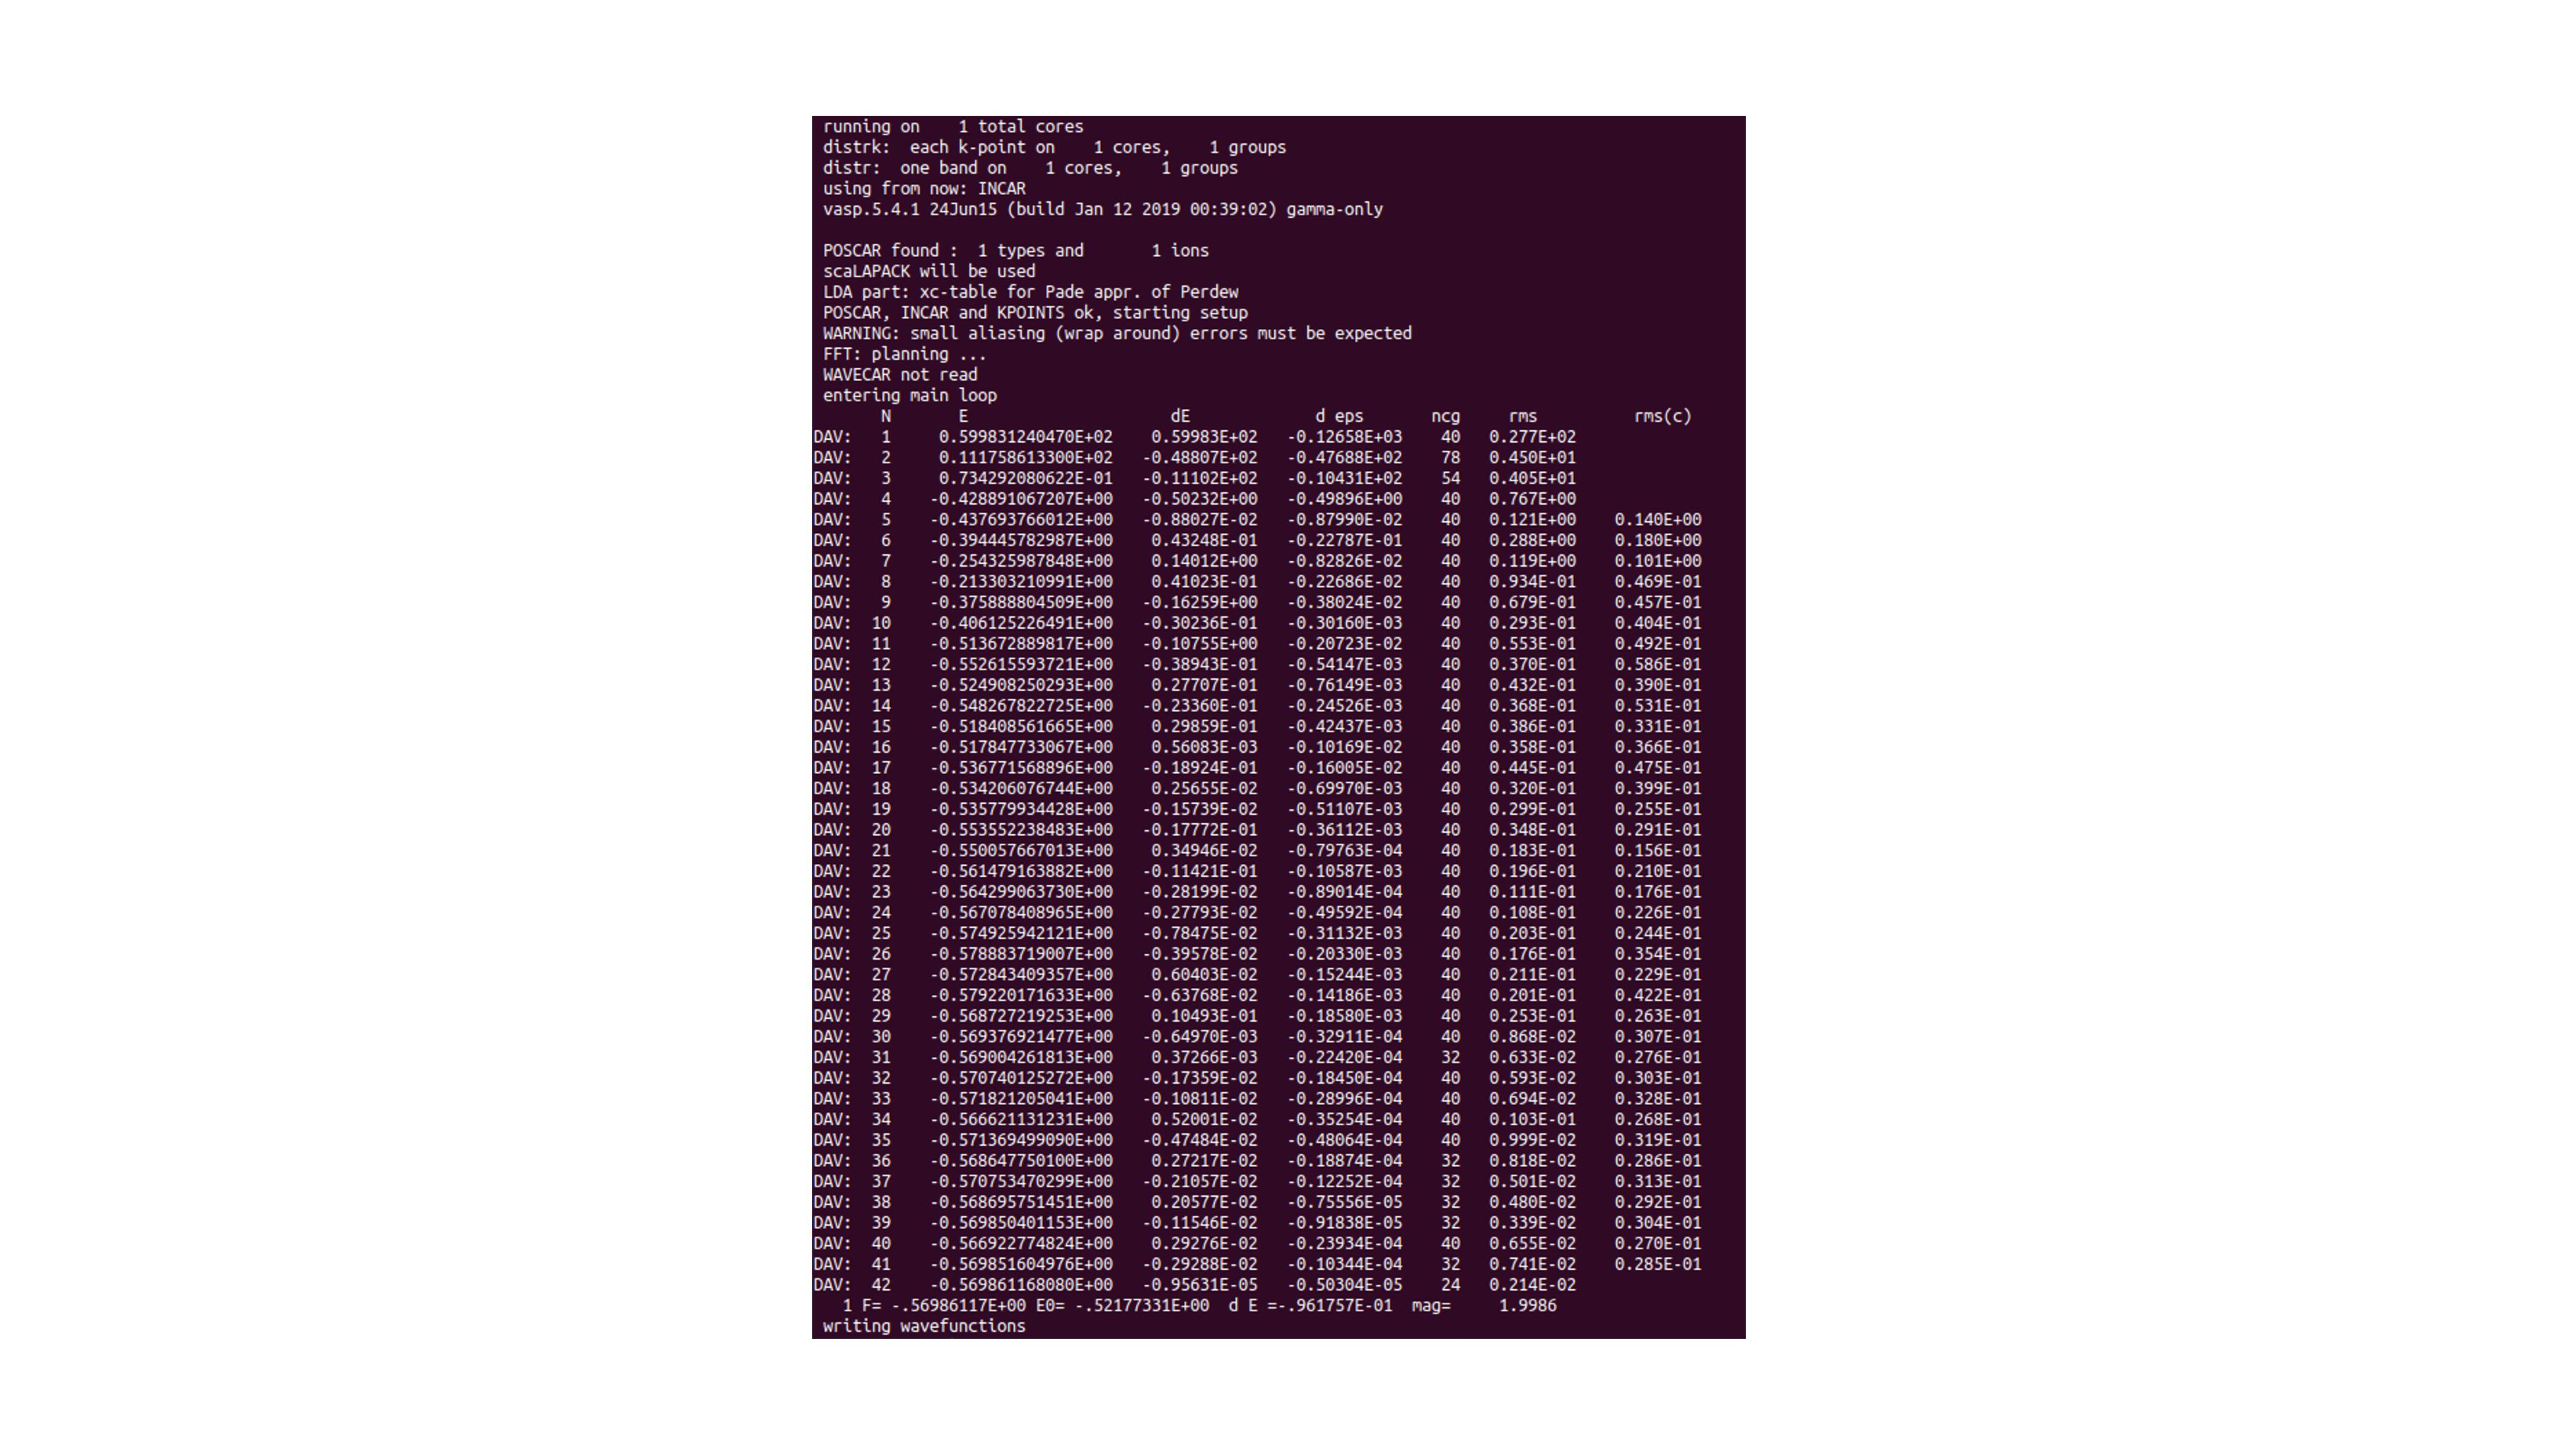 running on    1 total cores
distrk:  each k-point on    1 cores,    1 groups
distr:  one band on    1 cores,    1 groups
using from now: INCAR
vasp.5.4.1 24Jun15 (build Jan 12 2019 00:39:02) gamma-only
POSCAR found :  1 types and       1 ions
scaLAPACK will be used
LDA part: xc-table for Pade appr. of Perdew
POSCAR, INCAR and KPOINTS ok, starting setup
WARNING: small aliasing (wrap around) errors must be expected
FFT: planning ...
WAVECAR not read
entering main loop
N       E                     dE             d eps       ncg     rms          rms(c)
DAV:   1     0.599831240470E+02    0.59983E+02   -0.12658E+03    40   0.277E+02
DAV:   2     0.111758613300E+02   -0.48807E+02   -0.47688E+02    78   0.450E+01
DAV:   3     0.734292080622E-01   -0.11102E+02   -0.10431E+02    54   0.405E+01
DAV:   4    -0.428891067207E+00   -0.50232E+00   -0.49896E+00    40   0.767E+00
DAV:   5    -0.437693766012E+00   -0.88027E-02   -0.87990E-02    40   0.121E+00    0.140E+00
DAV:   6    -0.394445782987E+00    0.43248E-01   -0.22787E-01    40   0.288E+00    0.180E+00
DAV:   7    -0.254325987848E+00    0.14012E+00   -0.82826E-02    40   0.119E+00    0.101E+00
DAV:   8    -0.213303210991E+00    0.41023E-01   -0.22686E-02    40   0.934E-01    0.469E-01
DAV:   9    -0.375888804509E+00   -0.16259E+00   -0.38024E-02    40   0.679E-01    0.457E-01
DAV:  10    -0.406125226491E+00   -0.30236E-01   -0.30160E-03    40   0.293E-01    0.404E-01
DAV:  11    -0.513672889817E+00   -0.10755E+00   -0.20723E-02    40   0.553E-01    0.492E-01
DAV:  12    -0.552615593721E+00   -0.38943E-01   -0.54147E-03    40   0.370E-01    0.586E-01
DAV:  13    -0.524908250293E+00    0.27707E-01   -0.76149E-03    40   0.432E-01    0.390E-01
DAV:  14    -0.548267822725E+00   -0.23360E-01   -0.24526E-03    40   0.368E-01    0.531E-01
DAV:  15    -0.518408561665E+00    0.29859E-01   -0.42437E-03    40   0.386E-01    0.331E-01
DAV:  16    -0.517847733067E+00    0.56083E-03   -0.10169E-02    40   0.358E-01    0.366E-01
DAV:  17    -0.536771568896E+00   -0.18924E-01   -0.16005E-02    40   0.445E-01    0.475E-01
DAV:  18    -0.534206076744E+00    0.25655E-02   -0.69970E-03    40   0.320E-01    0.399E-01
DAV:  19    -0.535779934428E+00   -0.15739E-02   -0.51107E-03    40   0.299E-01    0.255E-01
DAV:  20    -0.553552238483E+00   -0.17772E-01   -0.36112E-03    40   0.348E-01    0.291E-01
DAV:  21    -0.550057667013E+00    0.34946E-02   -0.79763E-04    40   0.183E-01    0.156E-01
DAV:  22    -0.561479163882E+00   -0.11421E-01   -0.10587E-03    40   0.196E-01    0.210E-01
DAV:  23    -0.564299063730E+00   -0.28199E-02   -0.89014E-04    40   0.111E-01    0.176E-01
DAV:  24    -0.567078408965E+00   -0.27793E-02   -0.49592E-04    40   0.108E-01    0.226E-01
DAV:  25    -0.574925942121E+00   -0.78475E-02   -0.31132E-03    40   0.203E-01    0.244E-01
DAV:  26    -0.578883719007E+00   -0.39578E-02   -0.20330E-03    40   0.176E-01    0.354E-01
DAV:  27    -0.572843409357E+00    0.60403E-02   -0.15244E-03    40   0.211E-01    0.229E-01
DAV:  28    -0.579220171633E+00   -0.63768E-02   -0.14186E-03    40   0.201E-01    0.422E-01
DAV:  29    -0.568727219253E+00    0.10493E-01   -0.18580E-03    40   0.253E-01    0.263E-01
DAV:  30    -0.569376921477E+00   -0.64970E-03   -0.32911E-04    40   0.868E-02    0.307E-01
DAV:  31    -0.569004261813E+00    0.37266E-03   -0.22420E-04    32   0.633E-02    0.276E-01
DAV:  32    -0.570740125272E+00   -0.17359E-02   -0.18450E-04    40   0.593E-02    0.303E-01
DAV:  33    -0.571821205041E+00   -0.10811E-02   -0.28996E-04    40   0.694E-02    0.328E-01
DAV:  34    -0.566621131231E+00    0.52001E-02   -0.35254E-04    40   0.103E-01    0.268E-01
DAV:  35    -0.571369499090E+00   -0.47484E-02   -0.48064E-04    40   0.999E-02    0.319E-01
DAV:  36    -0.568647750100E+00    0.27217E-02   -0.18874E-04    32   0.818E-02    0.286E-01
DAV:  37    -0.570753470299E+00   -0.21057E-02   -0.12252E-04    32   0.501E-02    0.313E-01
DAV:  38    -0.568695751451E+00    0.20577E-02   -0.75556E-05    32   0.480E-02    0.292E-01
DAV:  39    -0.569850401153E+00   -0.11546E-02   -0.91838E-05    32   0.339E-02    0.304E-01
DAV:  40    -0.566922774824E+00    0.29276E-02   -0.23934E-04    40   0.655E-02    0.270E-01
DAV:  41    -0.569851604976E+00   -0.29288E-02   -0.10344E-04    32   0.741E-02    0.285E-01
DAV:  42    -0.569861168080E+00   -0.95631E-05   -0.50304E-05    24   0.214E-02
1 F= -.56986117E+00 E0= -.52177331E+00  d E =-.961757E-01  mag=     1.9986
writing wavefunctions